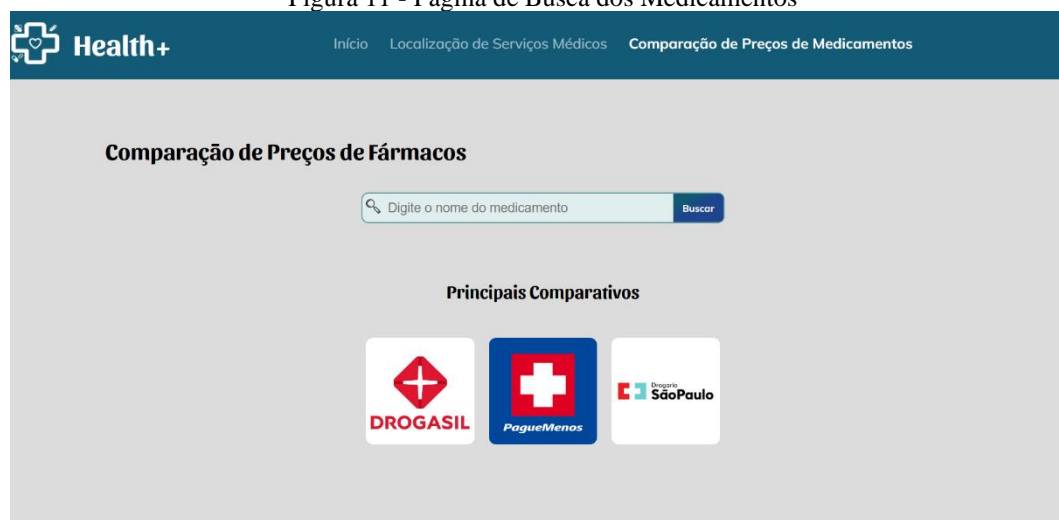 Figura 11 - Página de Busca dos Medicamentos
Health+
Início Localização de Serviços Médicos Comparação de Preços de Medicamentos
Comparação de Preços de Fármacos
Digite o nome do medicamento Buscar
Principais Comparativos
DROGASIL
PagueMenos
Drogaria
SãoPaulo